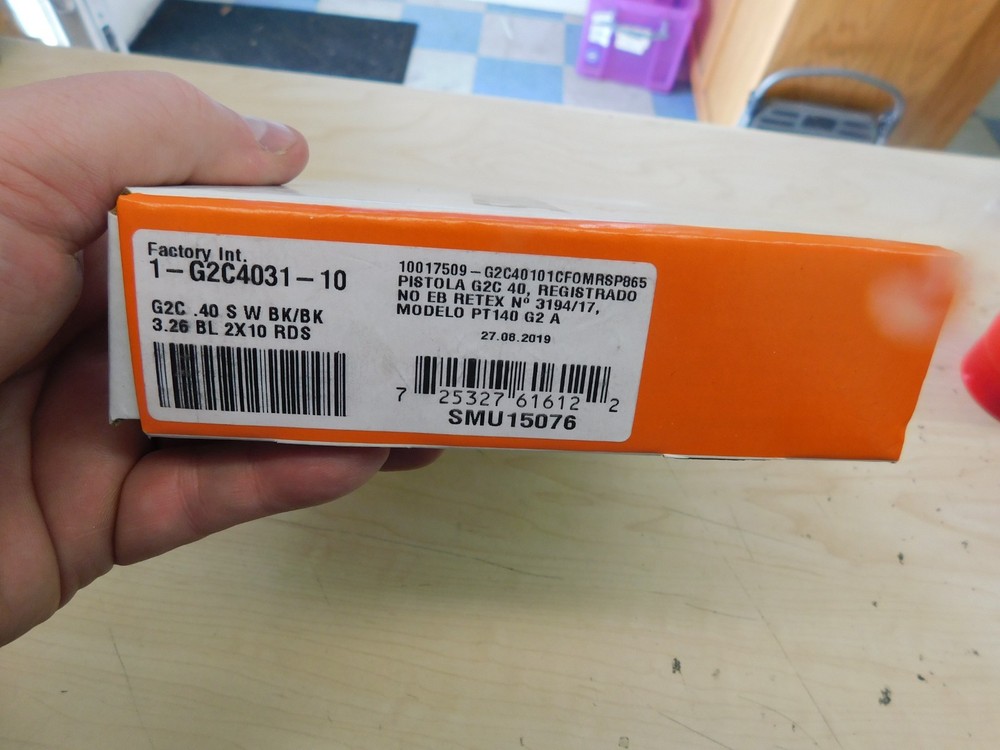 Factory Int.
1-G2C4031-10
G2C .40 S W BK/BK
3.26 BL 2X10 RDS
10017509-G2C40101CFOMRSP865
PISTOLA G2C 40, REGISTRADO
NO EB RETEX Nº 3194/17,
MODELO PT140 G2 A
27.08.2019
7 25327 61612 2
SMU15076